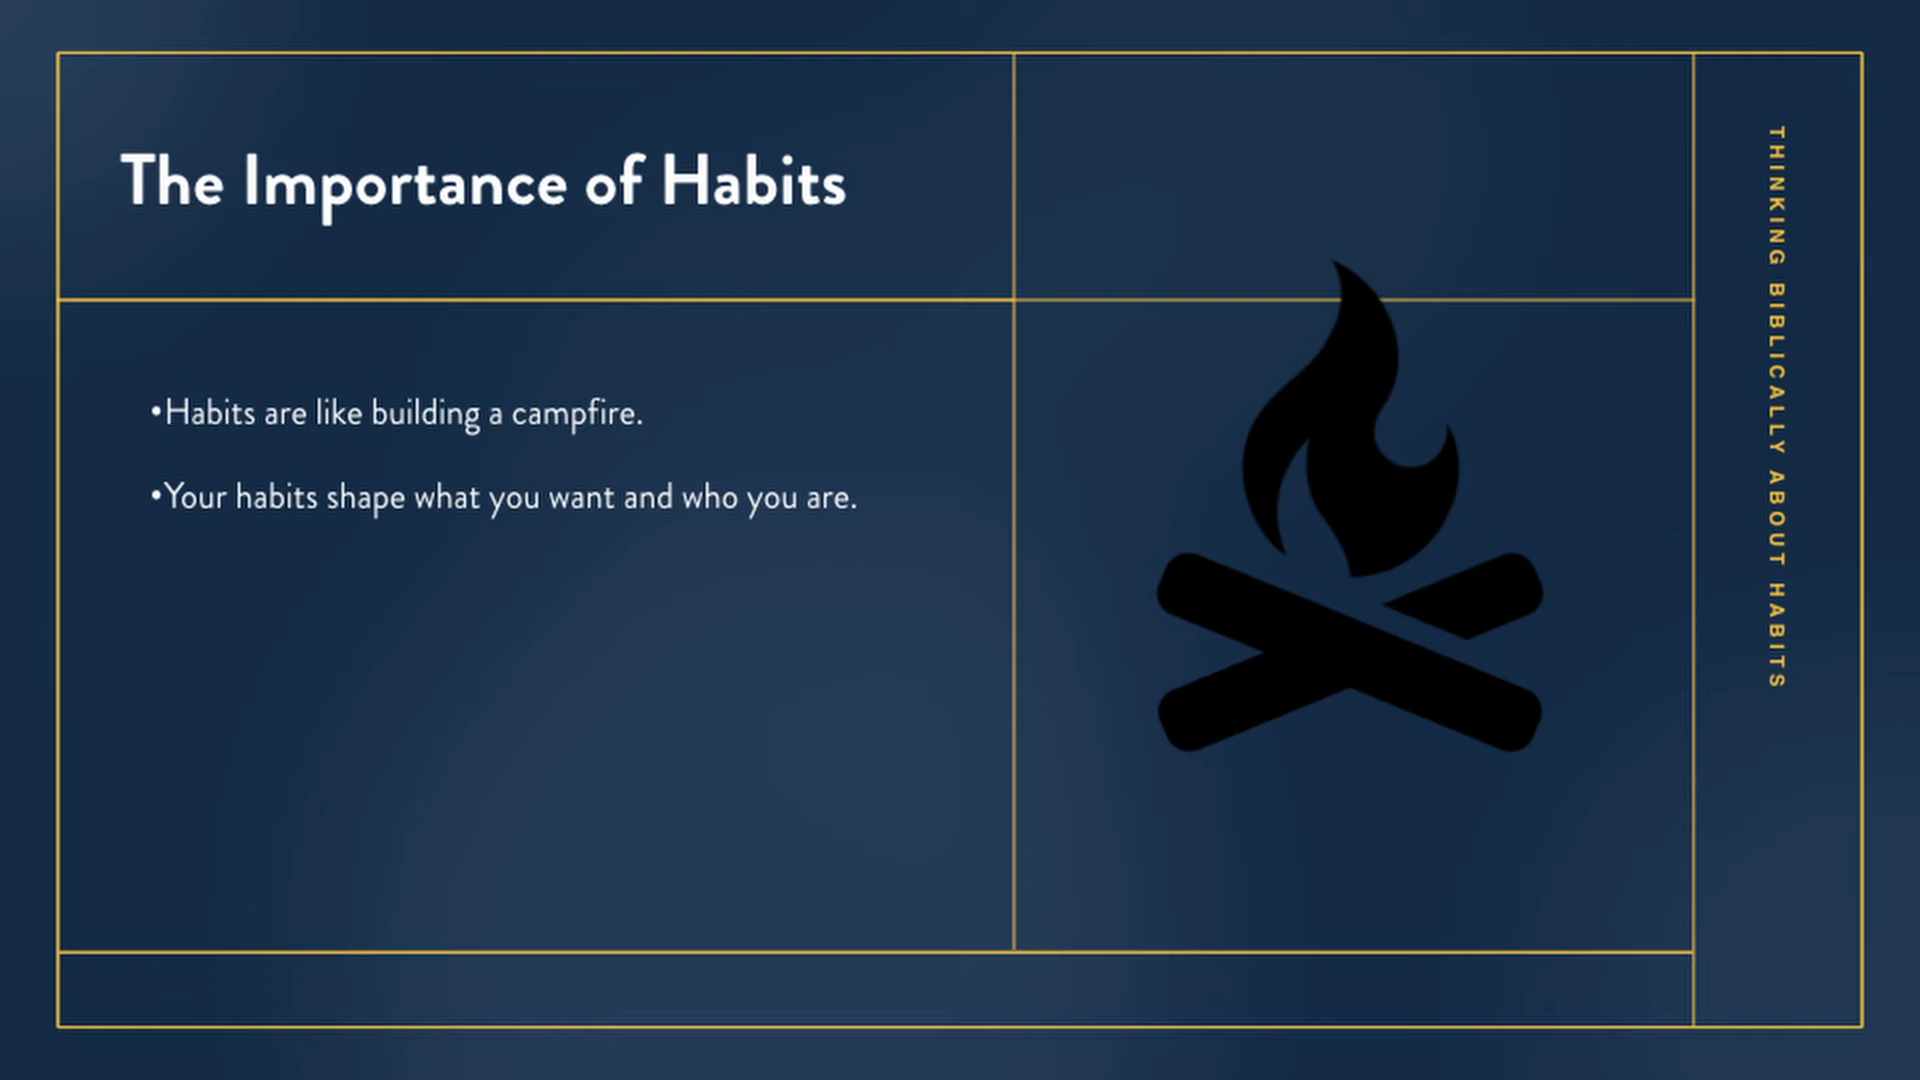 The Importance of Habits
•Habits are like building a campfire.
•Your habits shape what you want and who you are.
THINKING BIBLICALLY ABOUT HABITS